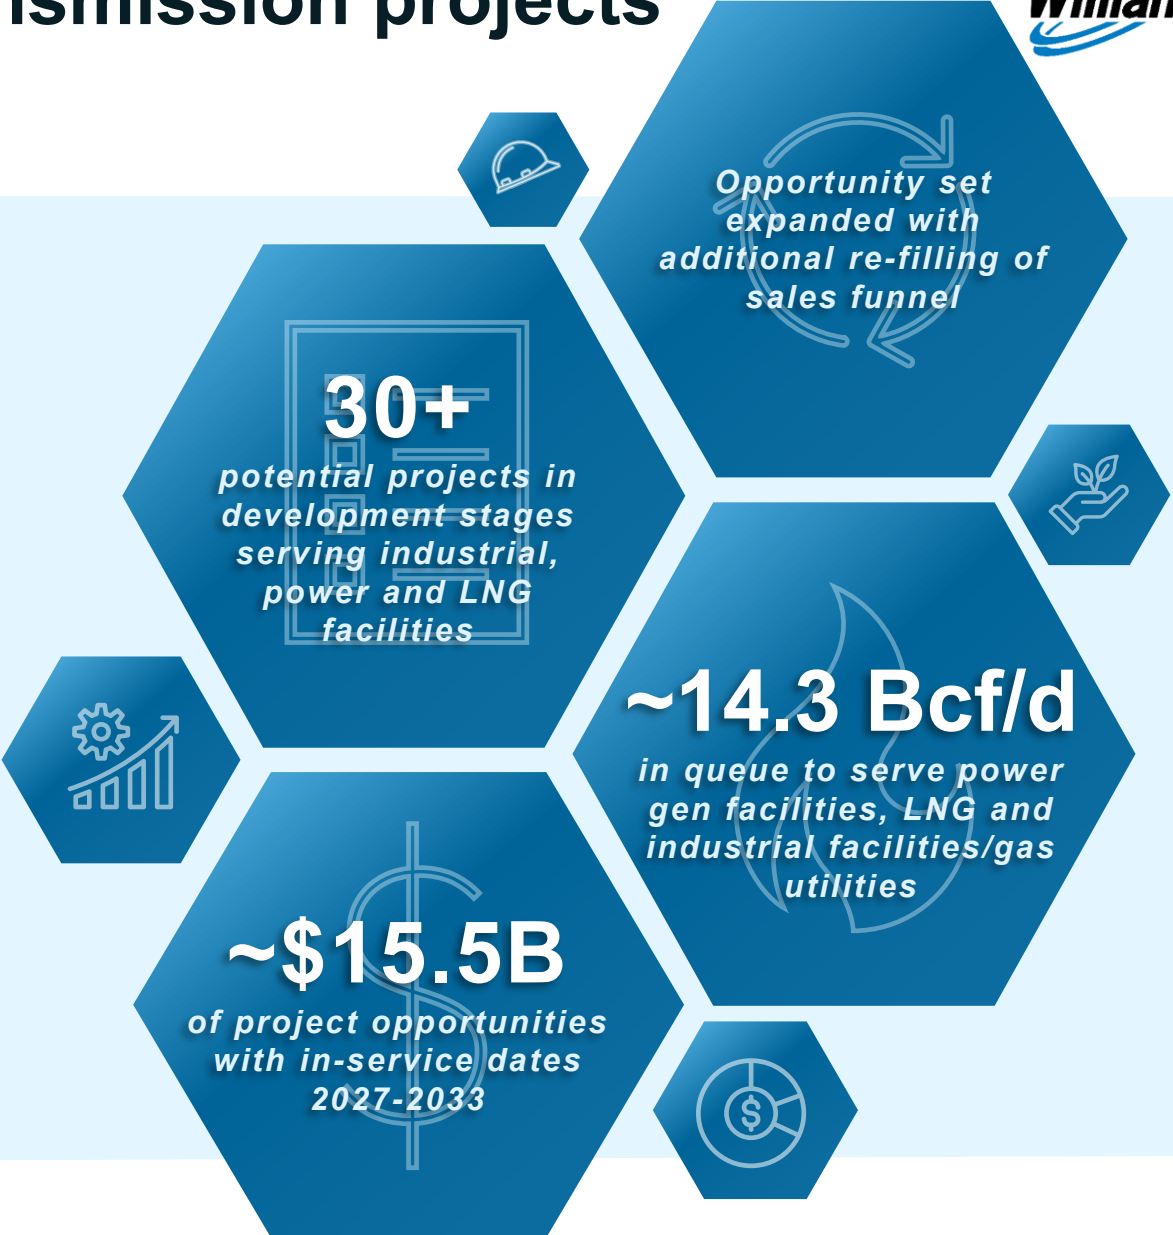 ismission projects
Opportunity set
expanded with
additional re-filling of
sales funnel
30+
potential projects in
development stages
serving industrial,
power and LNG
facilities
~14.3 Bcf/d
in queue to serve power
gen facilities, LNG and
industrial facilities/gas
utilities
~$15.5B
of project opportunities
with in-service dates
2027-2033